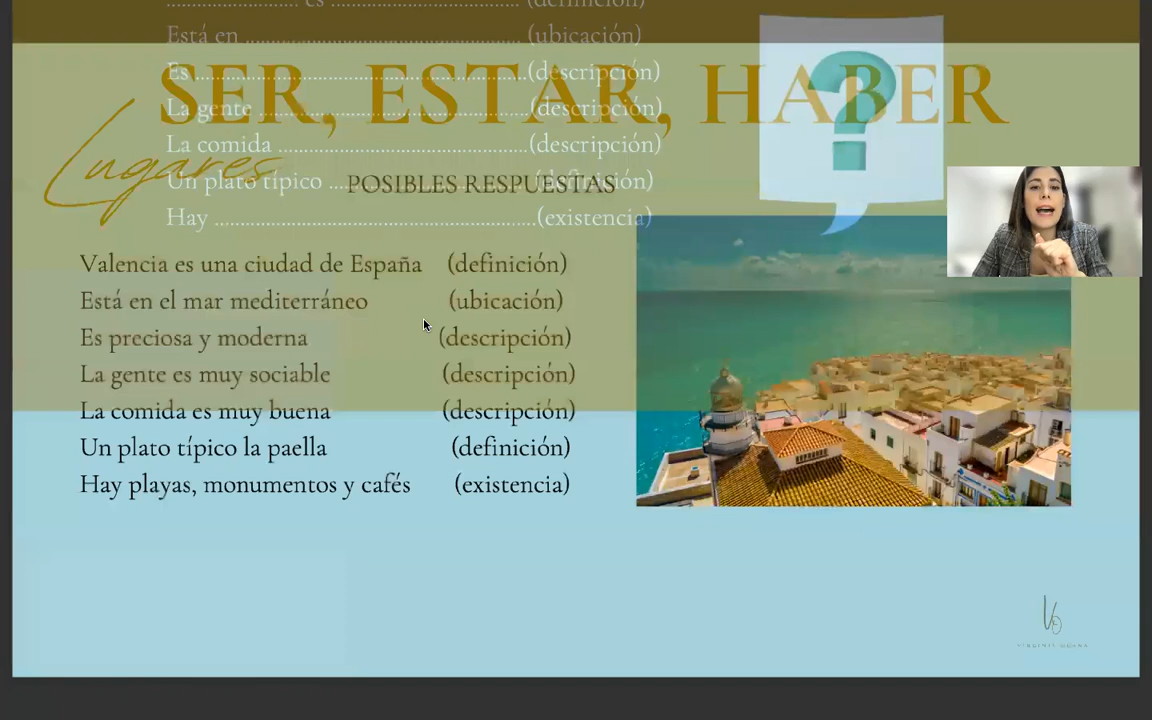 ..................... es ................................... (definición)
Está en .................................................... (ubicación)
Es ...............................................................(descripción)
La gente ...................................................(descripción)
La comida ...............................................(descripción)
Un plato típico .......................................(definición)
Hay .............................................................(existencia)
SER, ESTAR, HABER
?
Lugares
POSIBLES RESPUESTAS
Valencia es una ciudad de España (definición)
Está en el mar mediterráneo (ubicación)
Es preciosa y moderna (descripción)
La gente es muy sociable (descripción)
La comida es muy buena (descripción)
Un plato típico la paella (definición)
Hay playas, monumentos y cafés (existencia)